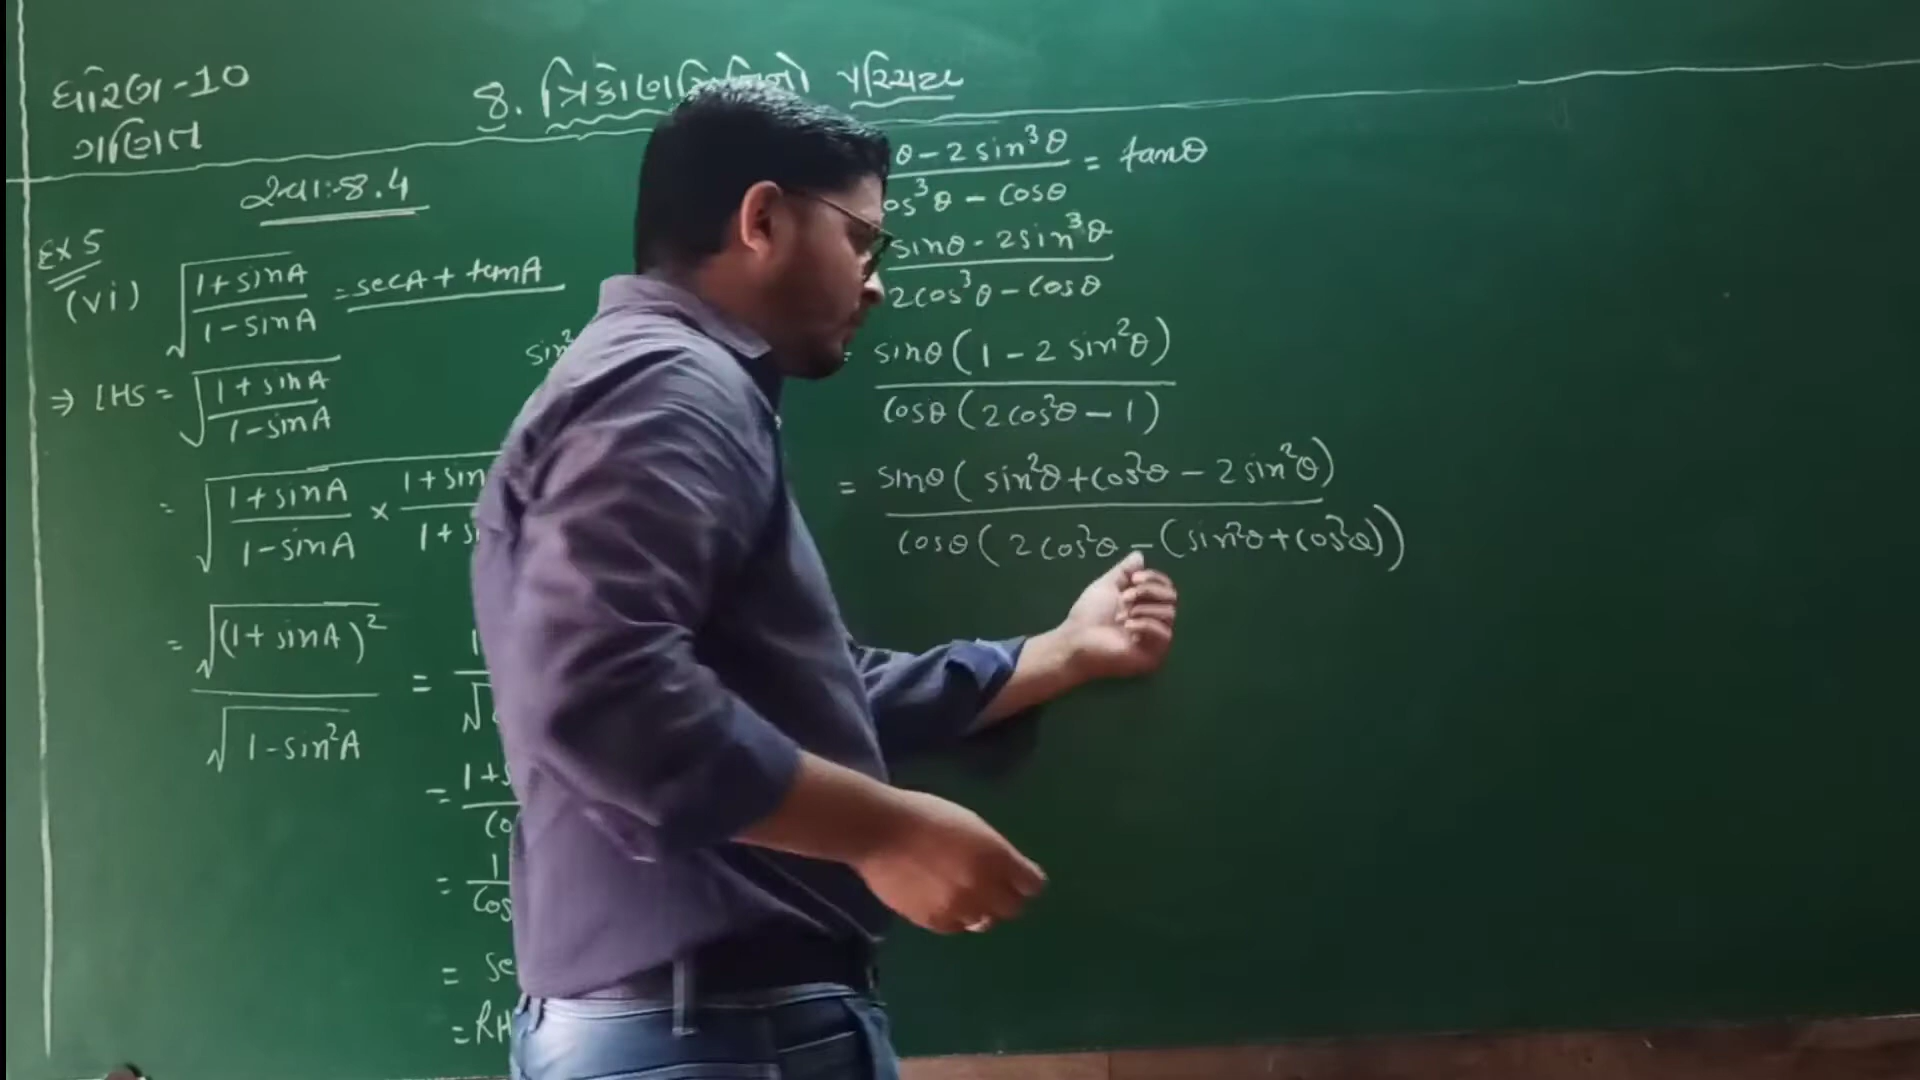 ધોરણ-10
ગણિત
8. ત્રિકોણમિતિનો પરિચય
સ્વા:-8.4
Ex 5
(vi) √(1+sinA / 1-sinA) = secA + tanA
⇒ LHS = √(1+sinA / 1-sinA)
= √(1+sinA / 1-sinA × 1+sin / 1+s
= √(1+sinA)² / √1-sin²A
= 1 / √
= 1+s / co
= 1 / cos
= se
= RH
sin²
θ-2sin³θ / os³θ-cosθ = tanθ
sinθ-2sin³θ / 2cos³θ-cosθ
= sinθ(1-2sin²θ) / cosθ(2cos²θ-1)
= sinθ(sin²θ+cos²θ-2sin²θ) / cosθ(2cos²θ-(sin²θ+cos²θ))